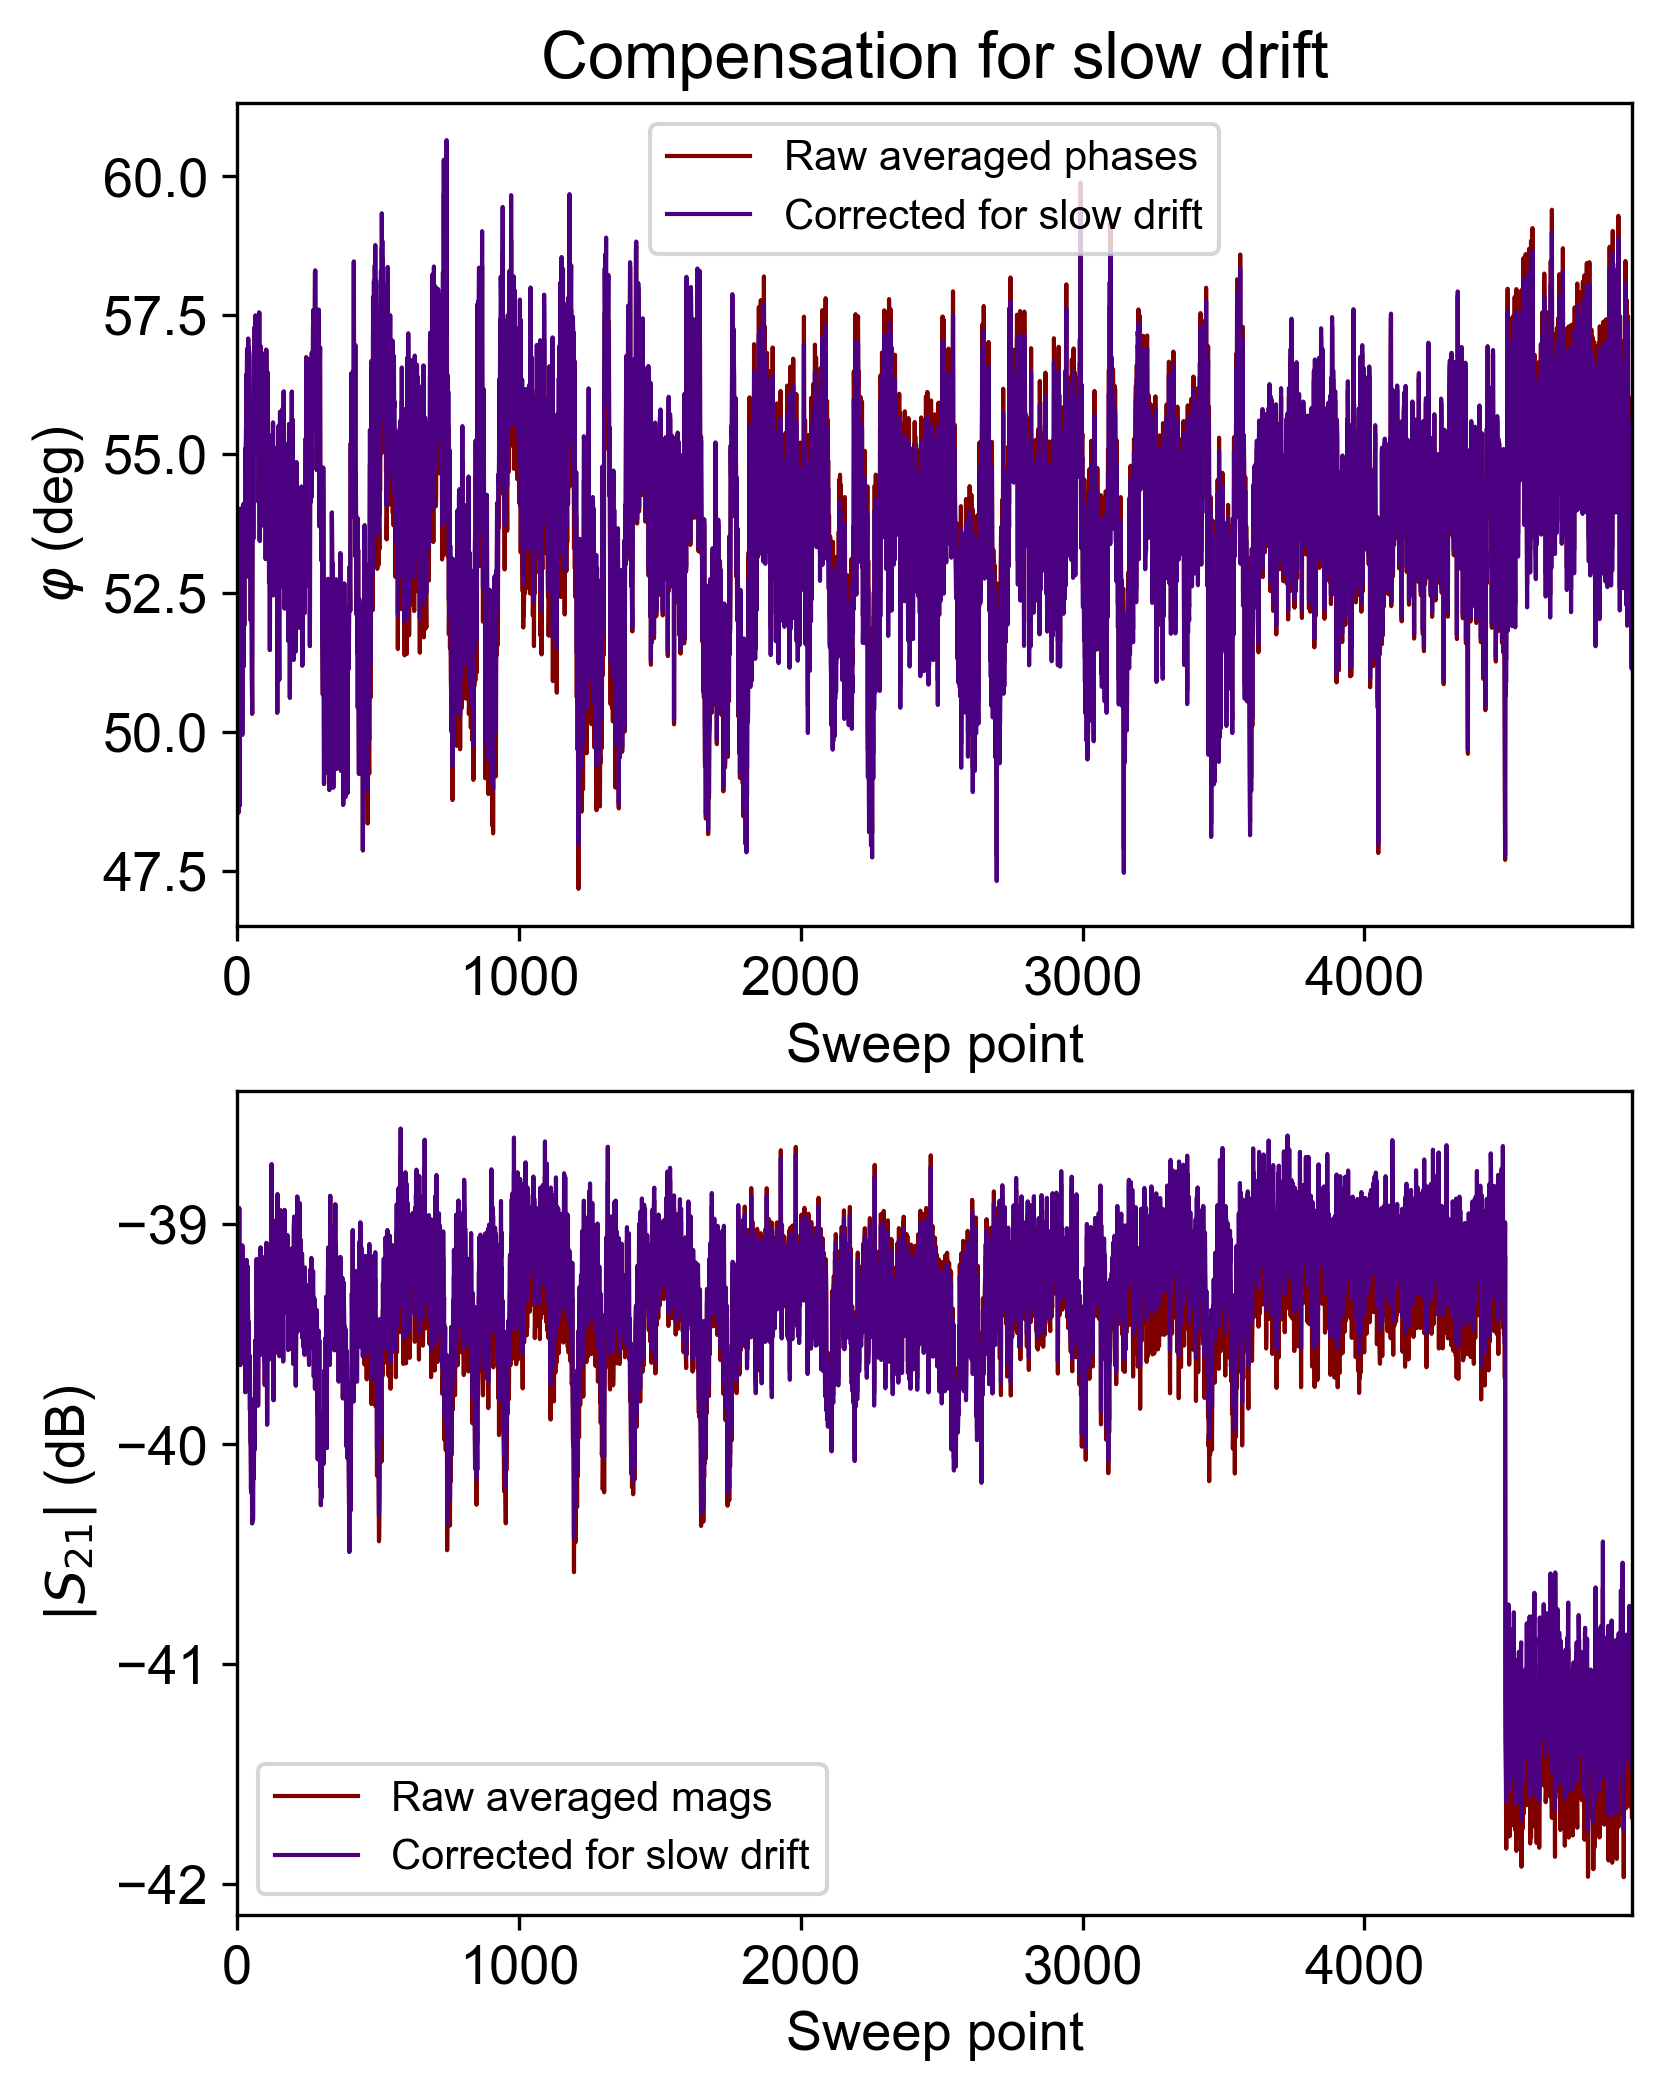 Compensation for slow drift
Raw averaged phases
Corrected for slow drift
60.0
57.5
55.0
52.5
50.0
47.5
φ (deg)
0 1000 2000 3000 4000
Sweep point
−39
−40
−41
−42
|S₂₁| (dB)
Raw averaged mags
Corrected for slow drift
0 1000 2000 3000 4000
Sweep point